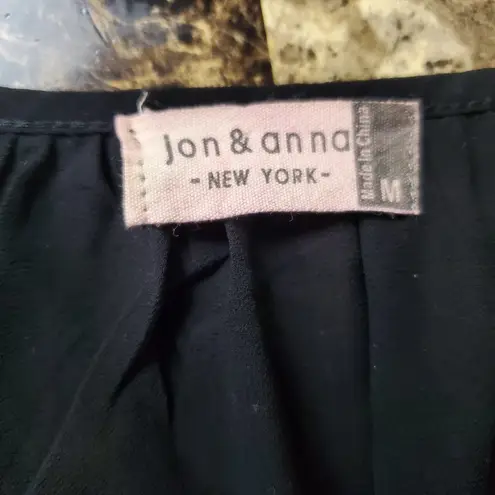 jon & anna
- NEW YORK -
Made In China
M